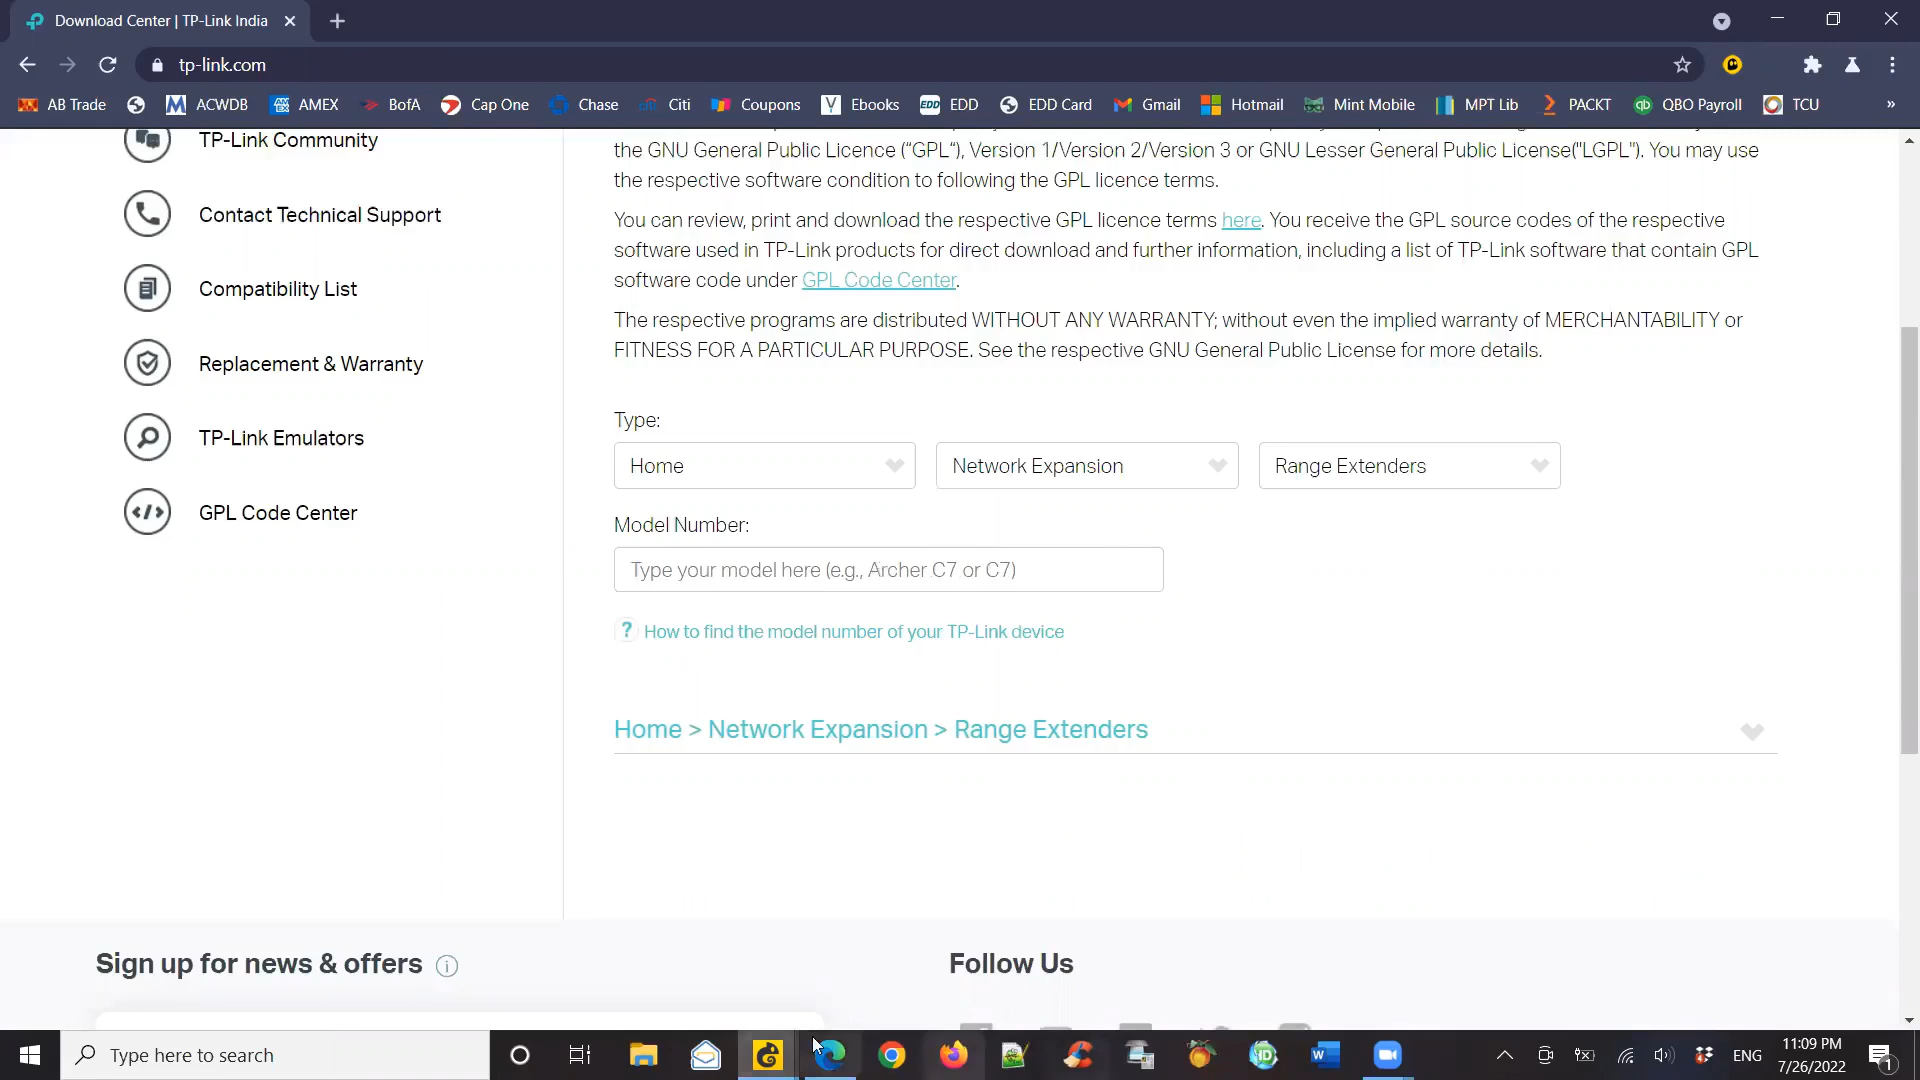 Download Center | TP-Link India
tp-link.com
AB Trade
ACWDB
AMEX
BofA
Cap One
Chase
Citi
Coupons
Ebooks
EDD
EDD Card
Gmail
Hotmail
Mint Mobile
MPT Lib
PACKT
QBO Payroll
TCU
»
TP-Link Community
Contact Technical Support
Compatibility List
Replacement & Warranty
TP-Link Emulators
GPL Code Center
the GNU General Public Licence (“GPL“), Version 1/Version 2/Version 3 or GNU Lesser General Public License("LGPL"). You may use
the respective software condition to following the GPL licence terms.
You can review, print and download the respective GPL licence terms here. You receive the GPL source codes of the respective
software used in TP-Link products for direct download and further information, including a list of TP-Link software that contain GPL
software code under GPL Code Center.
The respective programs are distributed WITHOUT ANY WARRANTY; without even the implied warranty of MERCHANTABILITY or
FITNESS FOR A PARTICULAR PURPOSE. See the respective GNU General Public License for more details.
Type:
Home
Network Expansion
Range Extenders
Model Number:
Type your model here (e.g., Archer C7 or C7)
? How to find the model number of your TP-Link device
Home > Network Expansion > Range Extenders
Sign up for news & offers
Follow Us
Type here to search
ENG
11:09 PM
7/26/2022
1